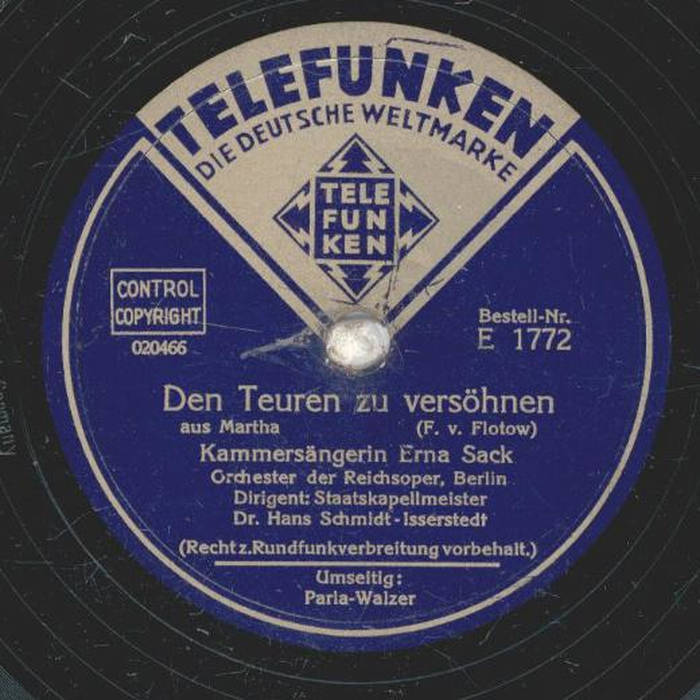 TELEFUNKEN
DIE DEUTSCHE WELTMARKE
TELE
FUN
KEN
CONTROL
COPYRIGHT
020466
Bestell-Nr.
E 1772
Den Teuren zu versöhnen
aus Martha (F. v. Flotow)
Kammersängerin Erna Sack
Orchester der Reichsoper, Berlin
Dirigent: Staatskapellmeister
Dr. Hans Schmidt-Isserstedt
(Recht z. Rundfunkverbreitung vorbehalt.)
Umseitig:
Parla-Walzer